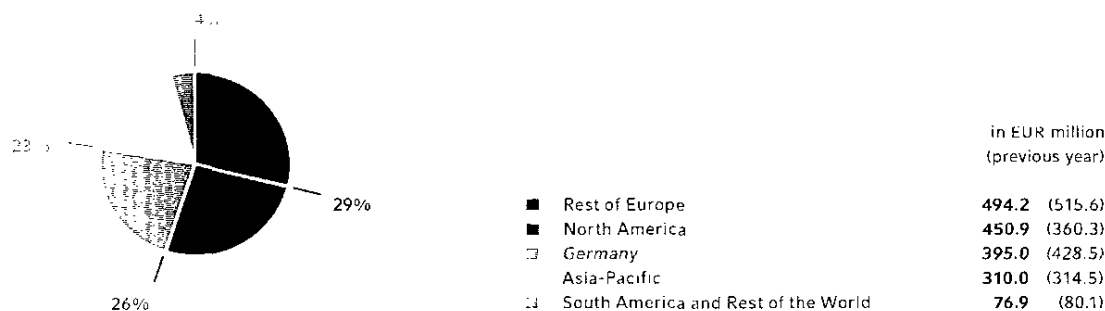 4%
23%
29%
26%
in EUR million
(previous year)
Rest of Europe 494.2 (515.6)
North America 450.9 (360.3)
Germany 395.0 (428.5)
Asia-Pacific 310.0 (314.5)
South America and Rest of the World 76.9 (80.1)